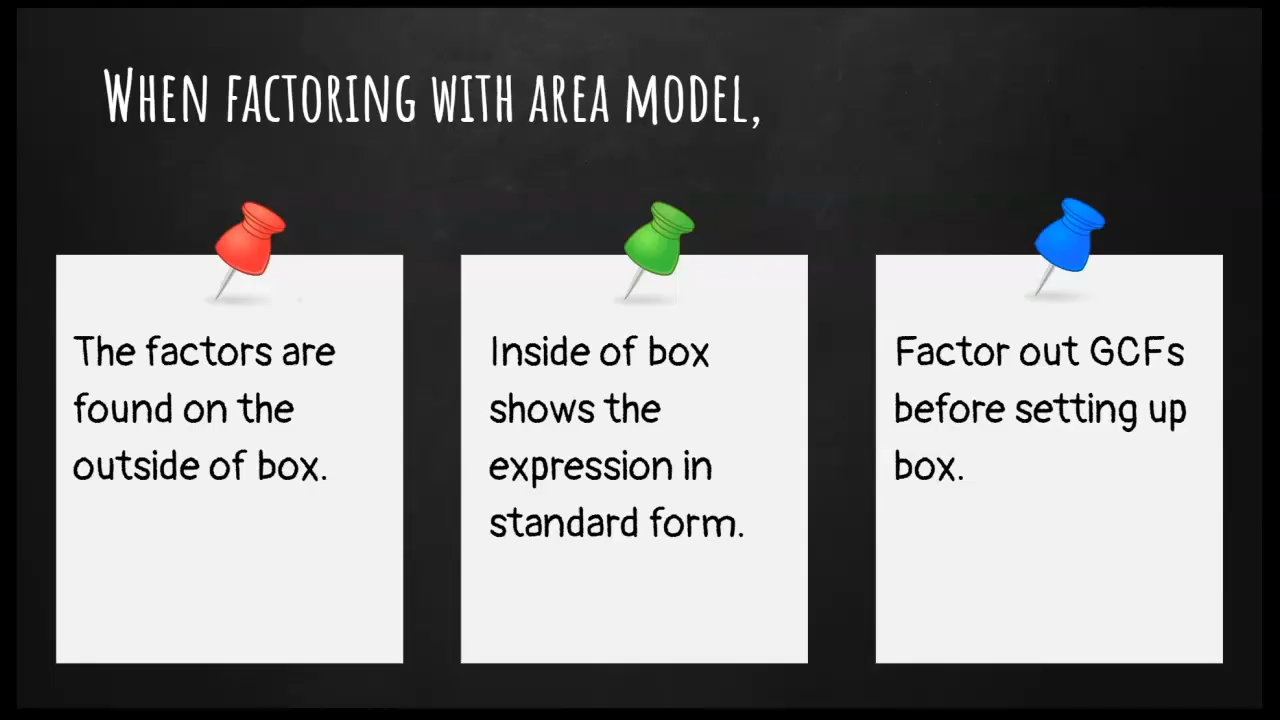 When factoring with area model,
The factors are
found on the
outside of box.
Inside of box
shows the
expression in
standard form.
Factor out GCFs
before setting up
box.